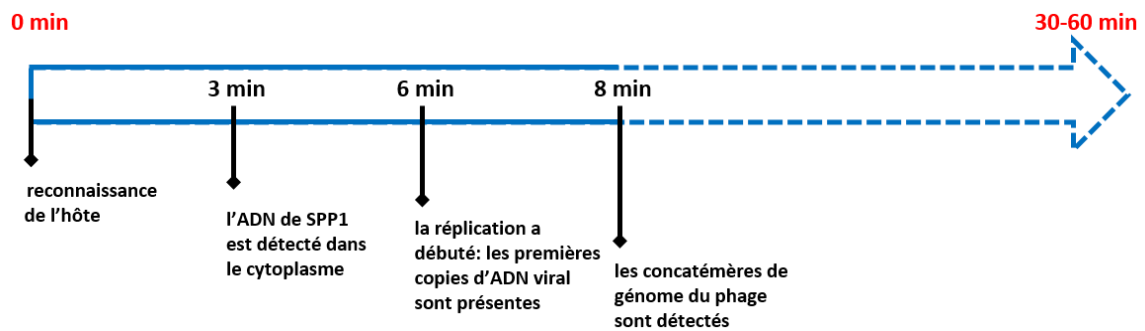 0 min
30-60 min
3 min
6 min
8 min
reconnaissance
de l’hôte
l’ADN de SPP1
est détecté dans
le cytoplasme
la réplication a
débuté: les premières
copies d’ADN viral
sont présentes
les concatémères de
génome du phage
sont détectés